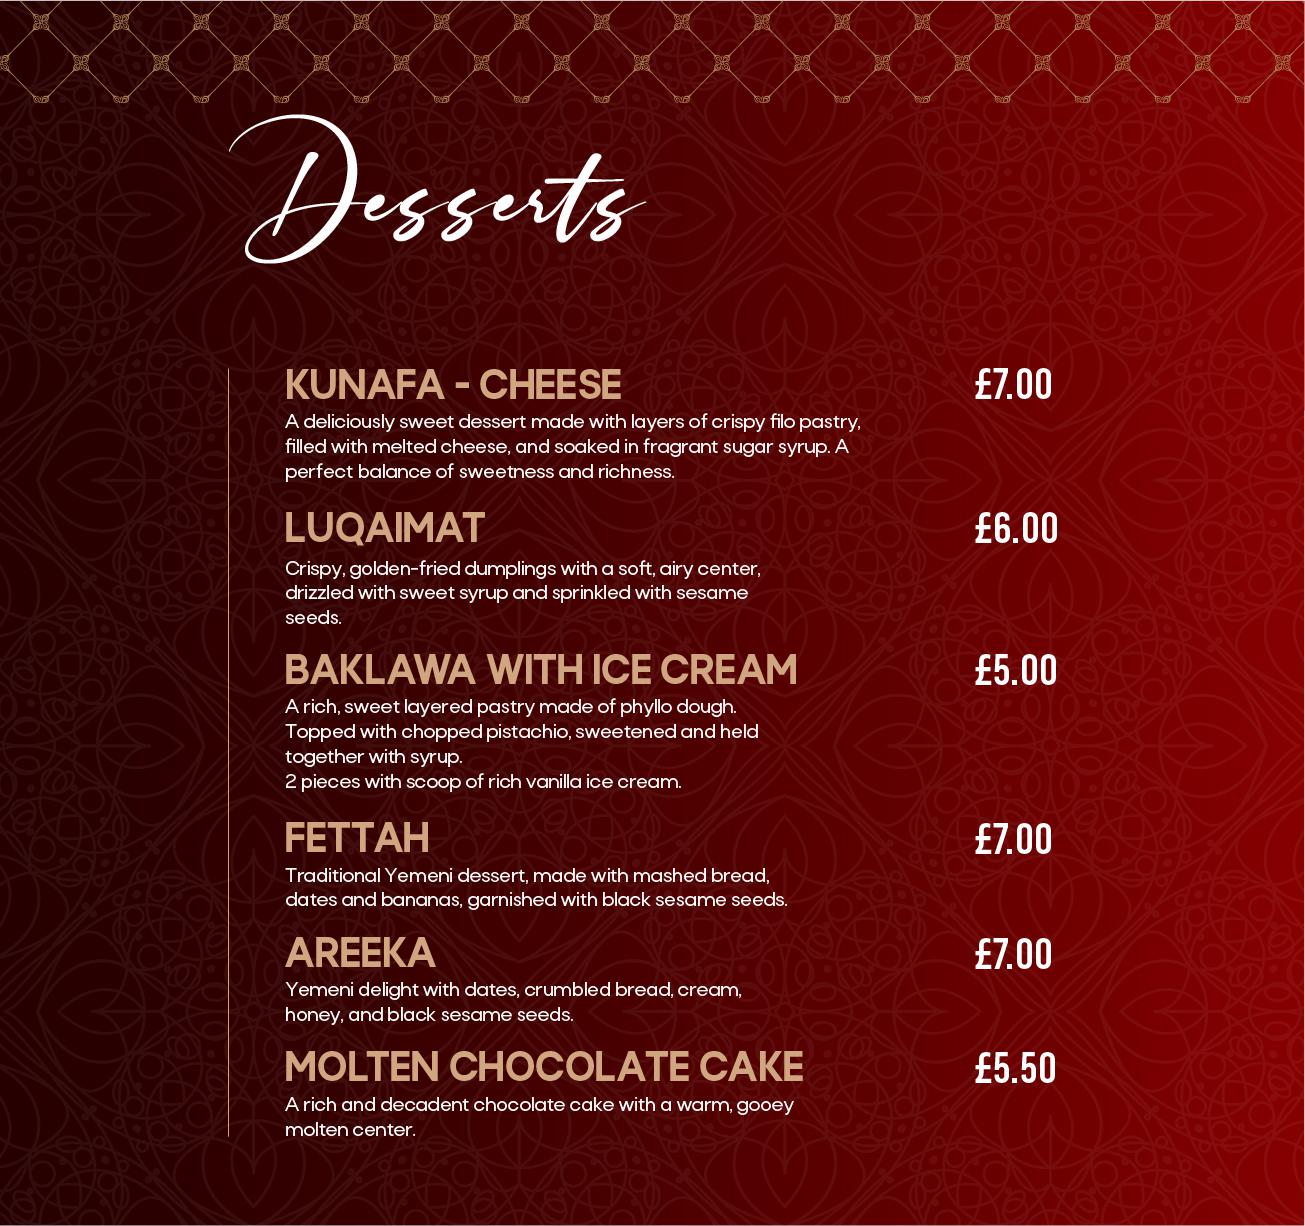 Desserts
KUNAFA - CHEESE £7.00
A deliciously sweet dessert made with layers of crispy filo pastry,
filled with melted cheese, and soaked in fragrant sugar syrup. A
perfect balance of sweetness and richness.
LUQAIMAT £6.00
Crispy, golden-fried dumplings with a soft, airy center,
drizzled with sweet syrup and sprinkled with sesame
seeds.
BAKLAWA WITH ICE CREAM £5.00
A rich, sweet layered pastry made of phyllo dough.
Topped with chopped pistachio, sweetened and held
together with syrup.
2 pieces with scoop of rich vanilla ice cream.
FETTAH £7.00
Traditional Yemeni dessert, made with mashed bread,
dates and bananas, garnished with black sesame seeds.
AREEKA £7.00
Yemeni delight with dates, crumbled bread, cream,
honey, and black sesame seeds.
MOLTEN CHOCOLATE CAKE £5.50
A rich and decadent chocolate cake with a warm, gooey
molten center.